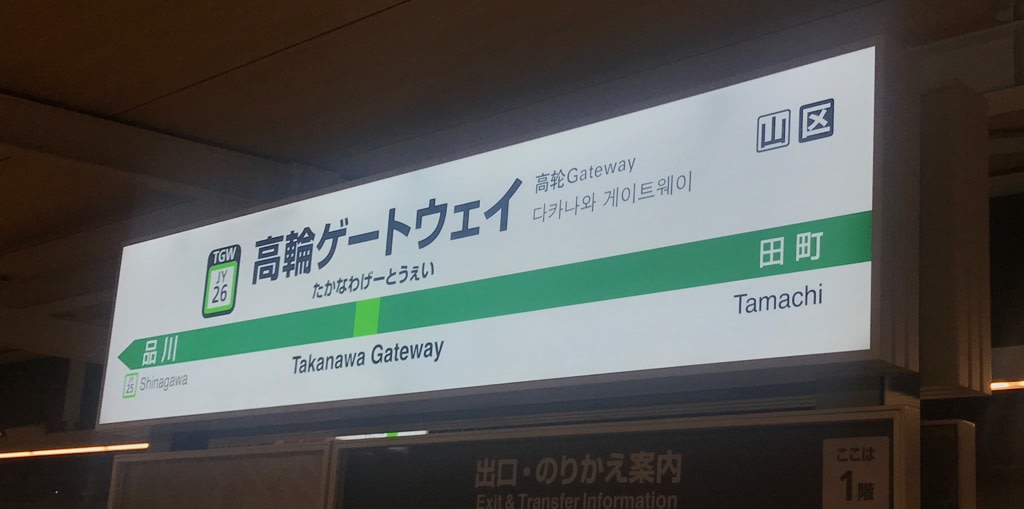 山 区
高轮Gateway
다카나와 게이트웨이
TGW
JY
26
高輪ゲートウェイ
たかなわげーとうぇい
田町
品川
Tamachi
Takanawa Gateway
JY
25
Shinagawa
出口・のりかえ案内
Exit & Transfer Information
ここは
1階